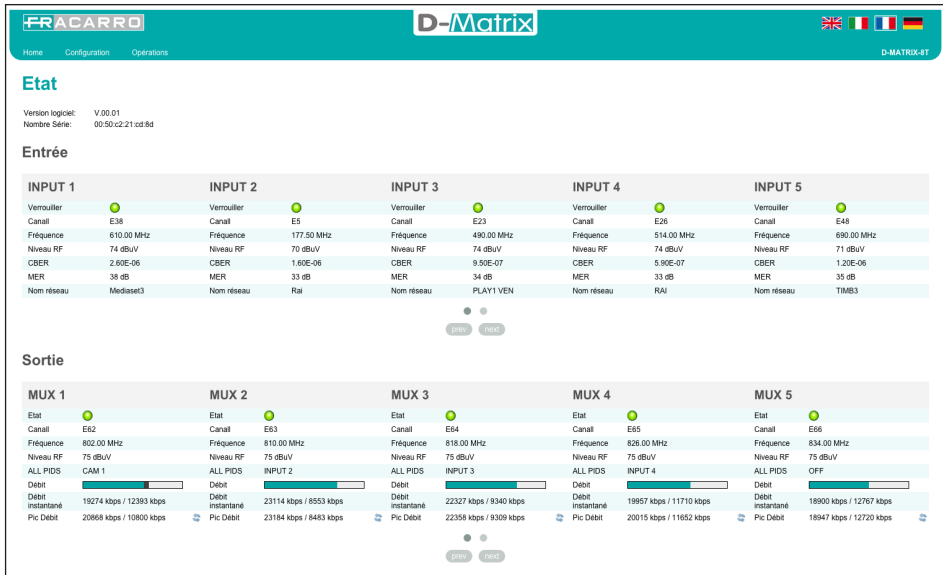 FRACARRO
D-Matrix
Home Configuration Opérations D-MATRIX-8T
Etat
Version logiciel: V.00.01
Nombre Série: 00:50:c2:21:cd:8d
Entrée
INPUT 1 INPUT 2 INPUT 3 INPUT 4 INPUT 5
Verrouiller Verrouiller Verrouiller Verrouiller Verrouiller
Canall E38 Canall E5 Canall E23 Canall E26 Canall E48
Fréquence 610.00 MHz Fréquence 177.50 MHz Fréquence 490.00 MHz Fréquence 514.00 MHz Fréquence 690.00 MHz
Niveau RF 74 dBuV Niveau RF 70 dBuV Niveau RF 74 dBuV Niveau RF 74 dBuV Niveau RF 71 dBuV
CBER 2.60E-06 CBER 1.60E-06 CBER 9.50E-07 CBER 5.90E-07 CBER 1.20E-06
MER 38 dB MER 33 dB MER 34 dB MER 33 dB MER 35 dB
Nom réseau Mediaset3 Nom réseau Rai Nom réseau PLAY1 VEN Nom réseau RAI Nom réseau TIMB3
prev next
Sortie
MUX 1 MUX 2 MUX 3 MUX 4 MUX 5
Etat Etat Etat Etat Etat
Canall E62 Canall E63 Canall E64 Canall E65 Canall E66
Fréquence 802.00 MHz Fréquence 810.00 MHz Fréquence 818.00 MHz Fréquence 826.00 MHz Fréquence 834.00 MHz
Niveau RF 75 dBuV Niveau RF 75 dBuV Niveau RF 75 dBuV Niveau RF 75 dBuV Niveau RF 75 dBuV
ALL PIDS CAM 1 ALL PIDS INPUT 2 ALL PIDS INPUT 3 ALL PIDS INPUT 4 ALL PIDS OFF
Débit Débit Débit Débit Débit
Débit instantané 19274 kbps / 12393 kbps Débit instantané 23114 kbps / 8553 kbps Débit instantané 22327 kbps / 9340 kbps Débit instantané 19957 kbps / 11710 kbps Débit instantané 18900 kbps / 12767 kbps
Pic Débit 20868 kbps / 10800 kbps Pic Débit 23184 kbps / 8483 kbps Pic Débit 22358 kbps / 9309 kbps Pic Débit 20015 kbps / 11652 kbps Pic Débit 18947 kbps / 12720 kbps
prev next